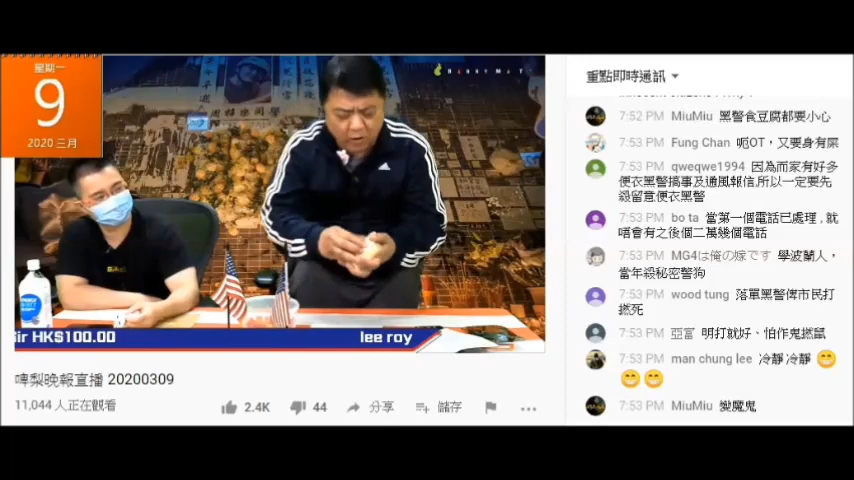 星期一
9
2020 三月
BARRYMAT
Sir HK$100.00
lee roy
啤梨晚報直播 20200309
11,044 人正在觀看
2.4K
44
分享
儲存
重點即時通訊
7:52 PM MiuMiu 黑警食豆腐都要小心
7:53 PM Fung Chan 呃OT，又要身有屎
7:53 PM qweqwe1994 因為而家有好多
便衣黑警搞事及通風報信,所以一定要先
殺留意便衣黑警
7:53 PM bo ta 當第一個電話已處理 , 就
唔會有之後個二萬幾個電話
7:53 PM MG4は俺の嫁です 學波蘭人，
當年殺秘密警狗
7:53 PM wood tung 落單黑警俾市民打
撚死
7:53 PM 亞富 明打就好、怕作鬼撚鼠
7:53 PM man chung lee 冷靜冷靜 😁
😁😁
7:53 PM MiuMiu 變魔鬼